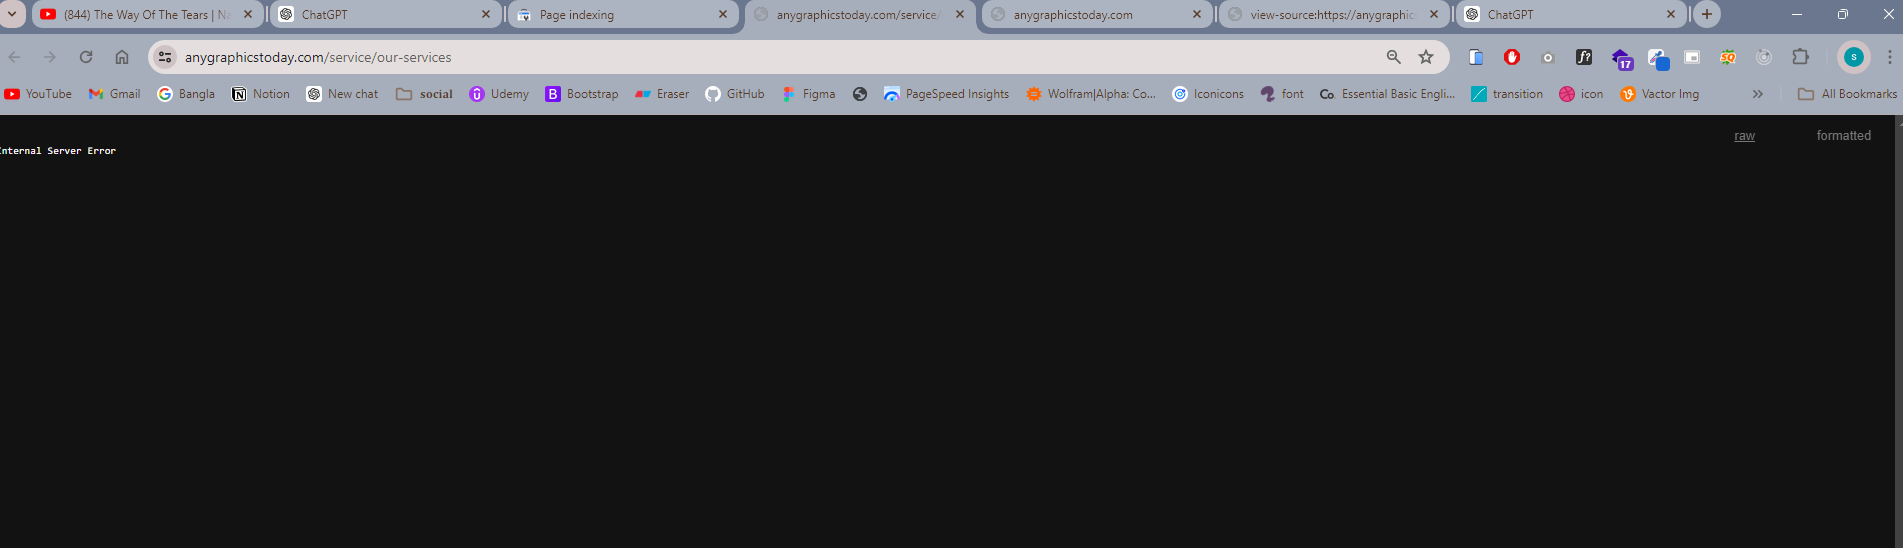 (844) The Way Of The Tears | Na
ChatGPT
Page indexing
anygraphicstoday.com/service/
anygraphicstoday.com
view-source:https://anygraphic
ChatGPT
anygraphicstoday.com/service/our-services
f?
17
SQ
S
YouTube
Gmail
Bangla
Notion
New chat
social
Udemy
Bootstrap
Eraser
GitHub
Figma
PageSpeed Insights
Wolfram|Alpha: Co...
Iconicons
font
Co. Essential Basic Engli...
transition
icon
Vactor Img
All Bookmarks
raw
formatted
Internal Server Error